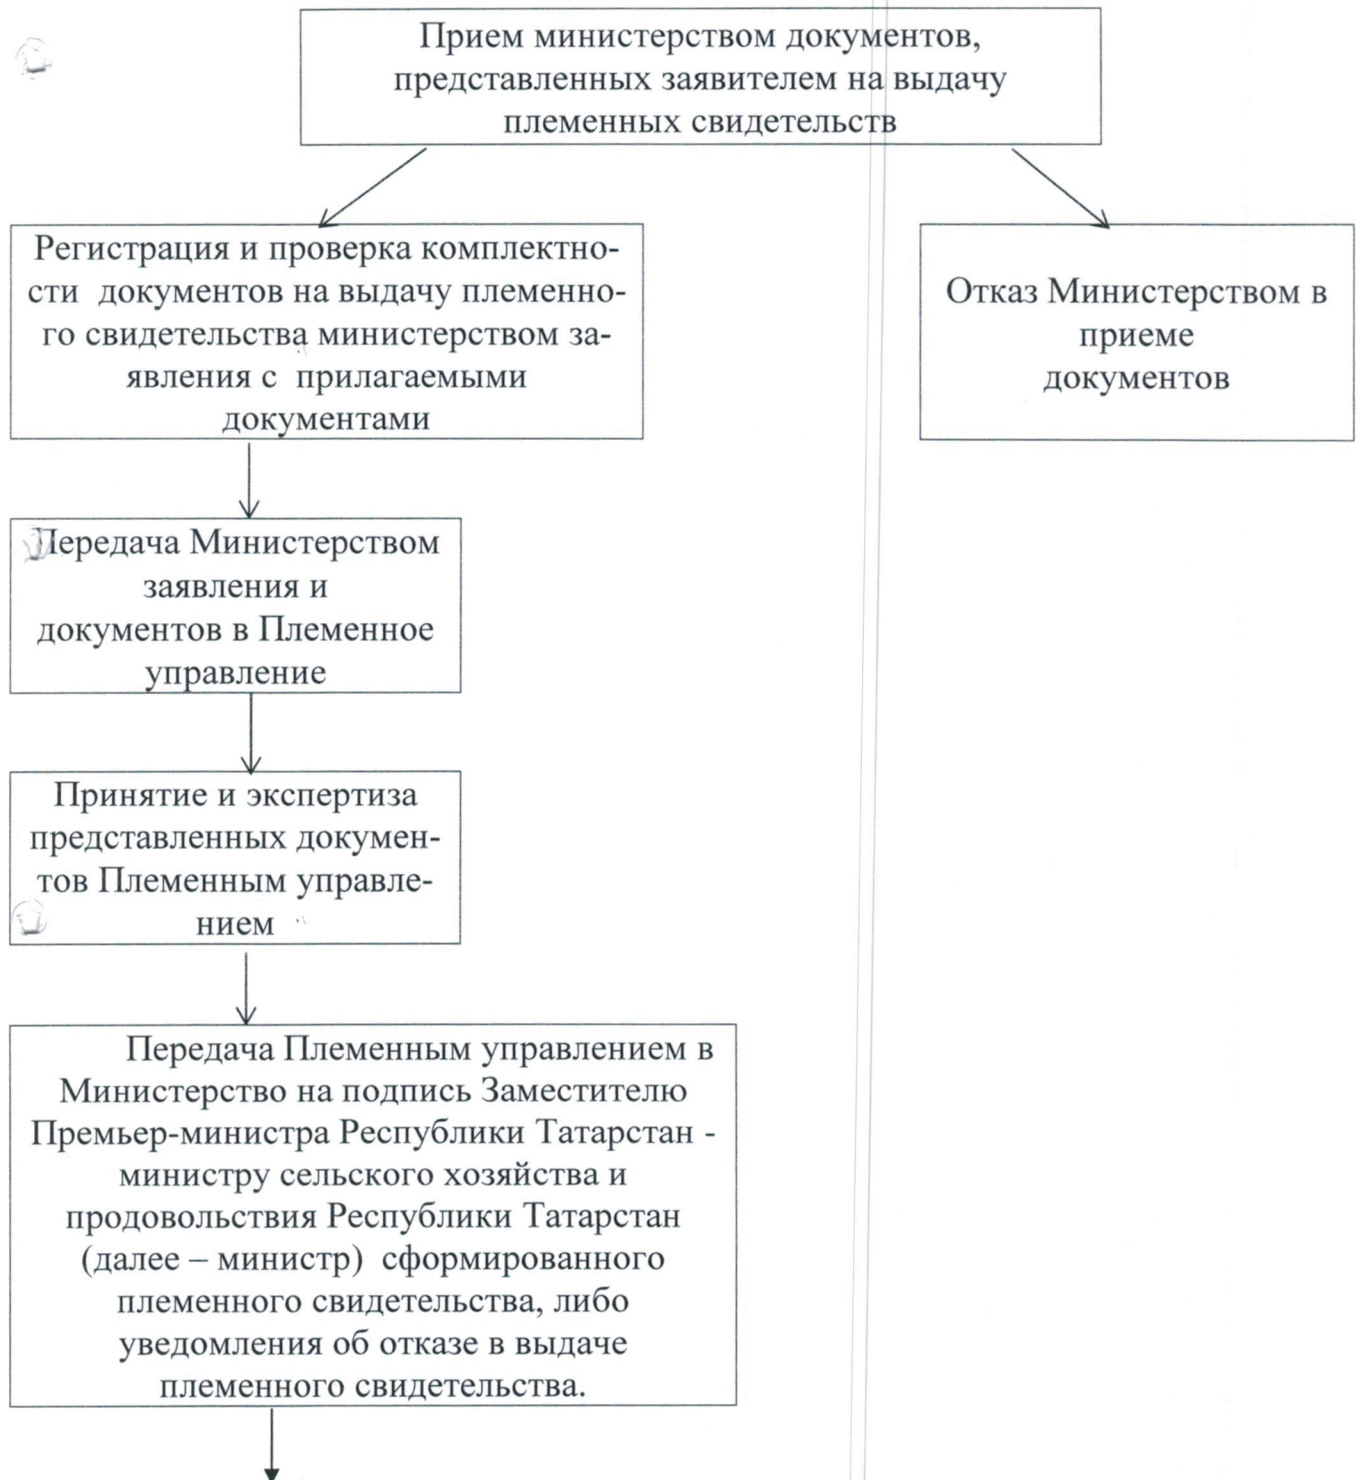 Прием министерством документов,
представленных заявителем на выдачу
племенных свидетельств
Регистрация и проверка комплектно-
сти документов на выдачу племенно-
го свидетельства министерством за-
явления с прилагаемыми
документами
Отказ Министерством в
приеме
документов
Передача Министерством
заявления и
документов в Племенное
управление
Принятие и экспертиза
представленных докумен-
тов Племенным управле-
нием
Передача Племенным управлением в
Министерство на подпись Заместителю
Премьер-министра Республики Татарстан -
министру сельского хозяйства и
продовольствия Республики Татарстан
(далее – министр) сформированного
племенного свидетельства, либо
уведомления об отказе в выдаче
племенного свидетельства.